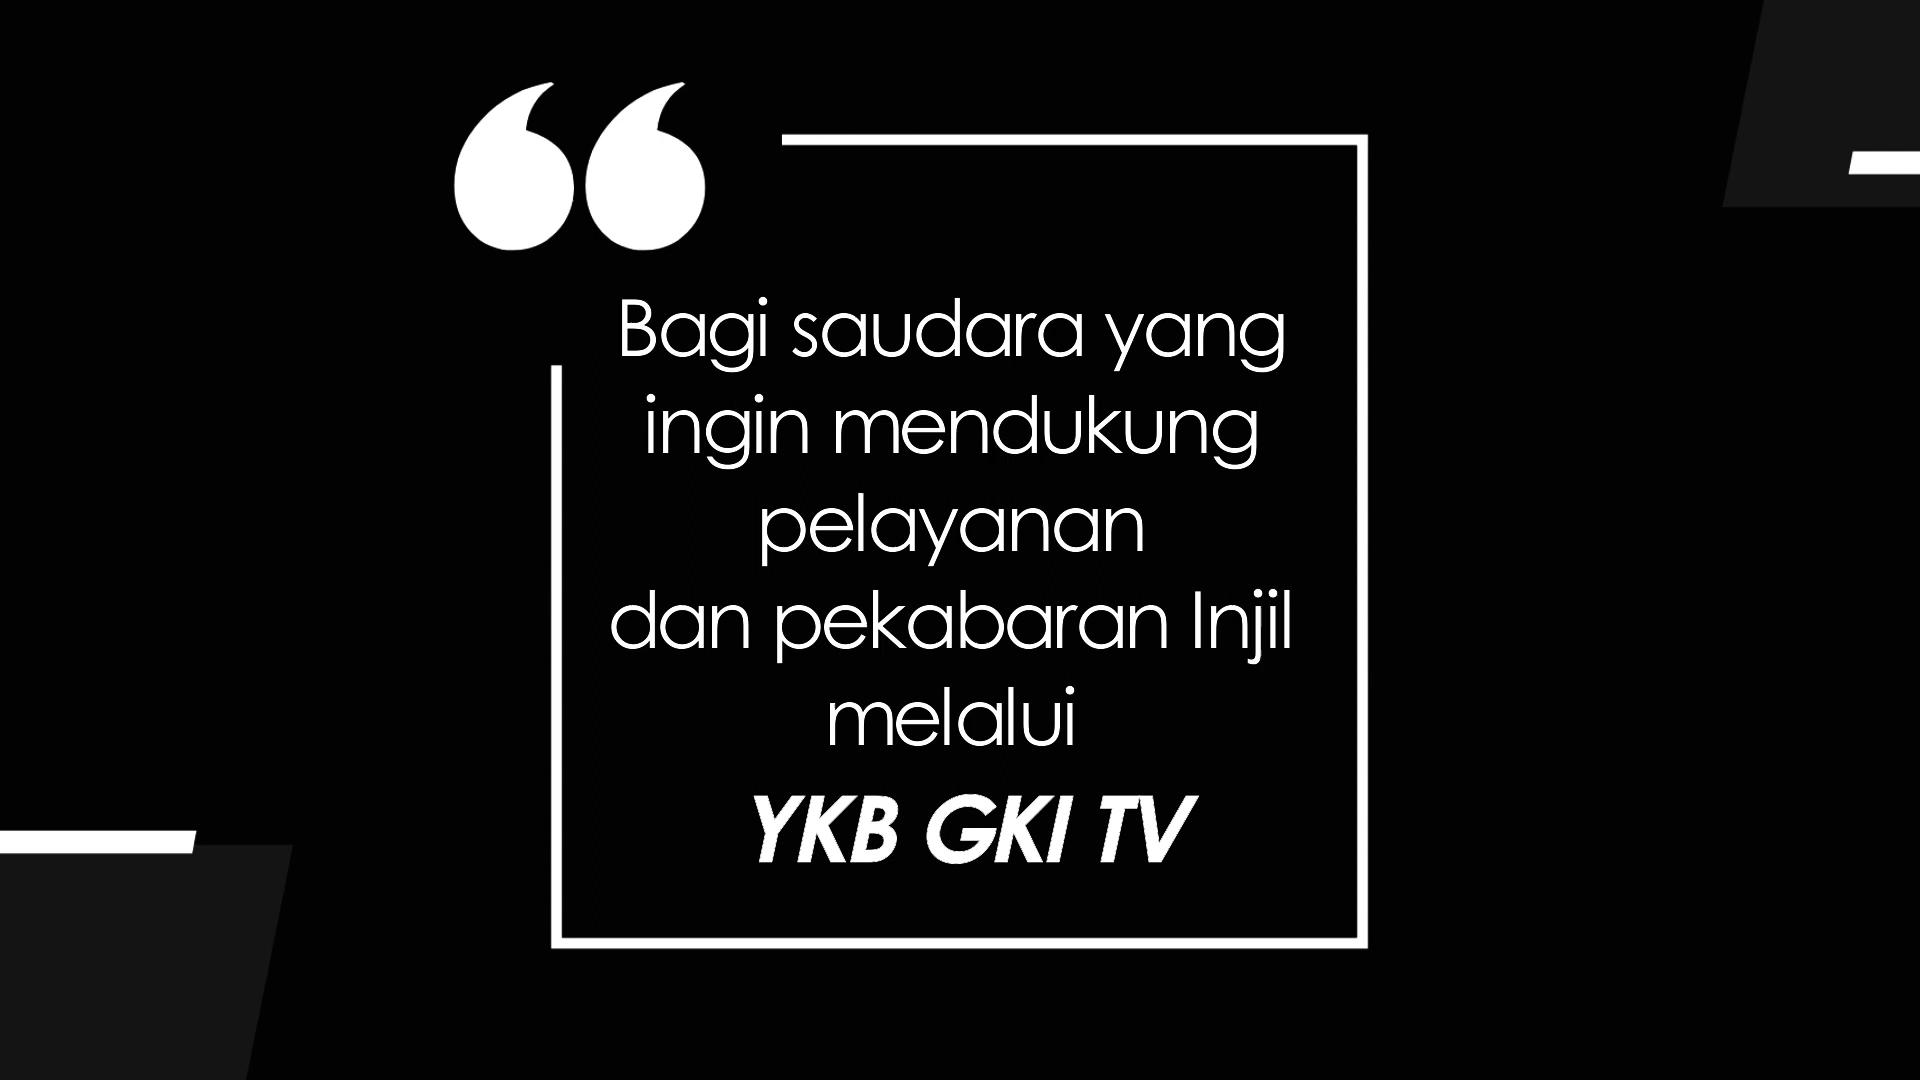 Bagi saudara yang
ingin mendukung
pelayanan
dan pekabaran Injil
melalui
YKB GKI TV